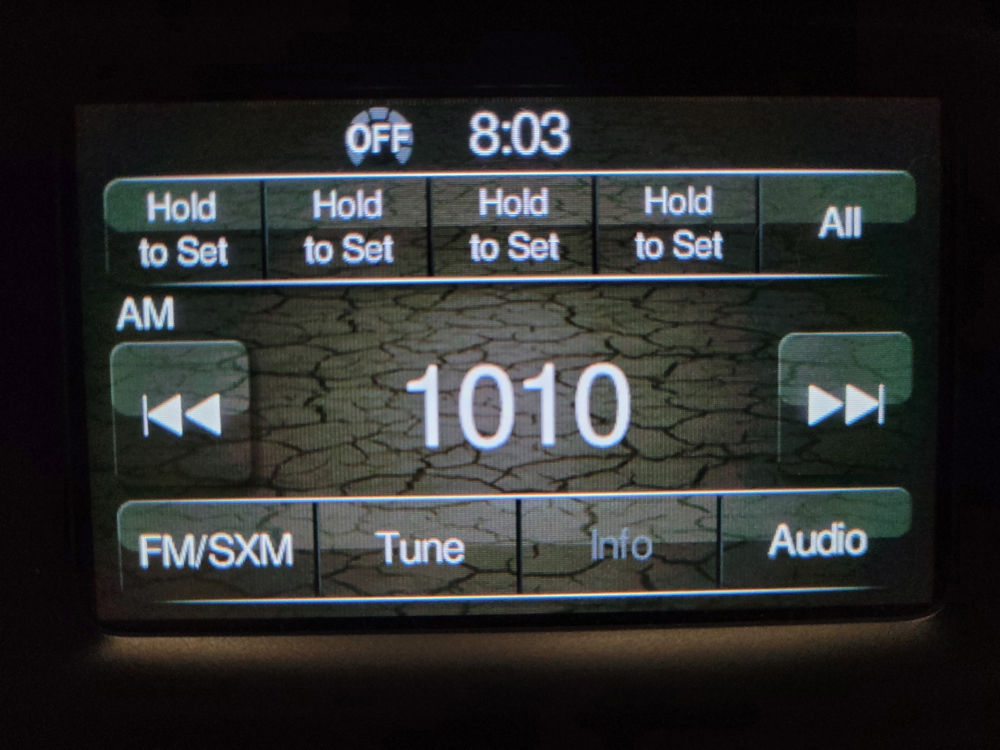 OFF 8:03
Hold Hold Hold Hold All
to Set to Set to Set to Set
AM
1010
FM/SXM Tune Info Audio